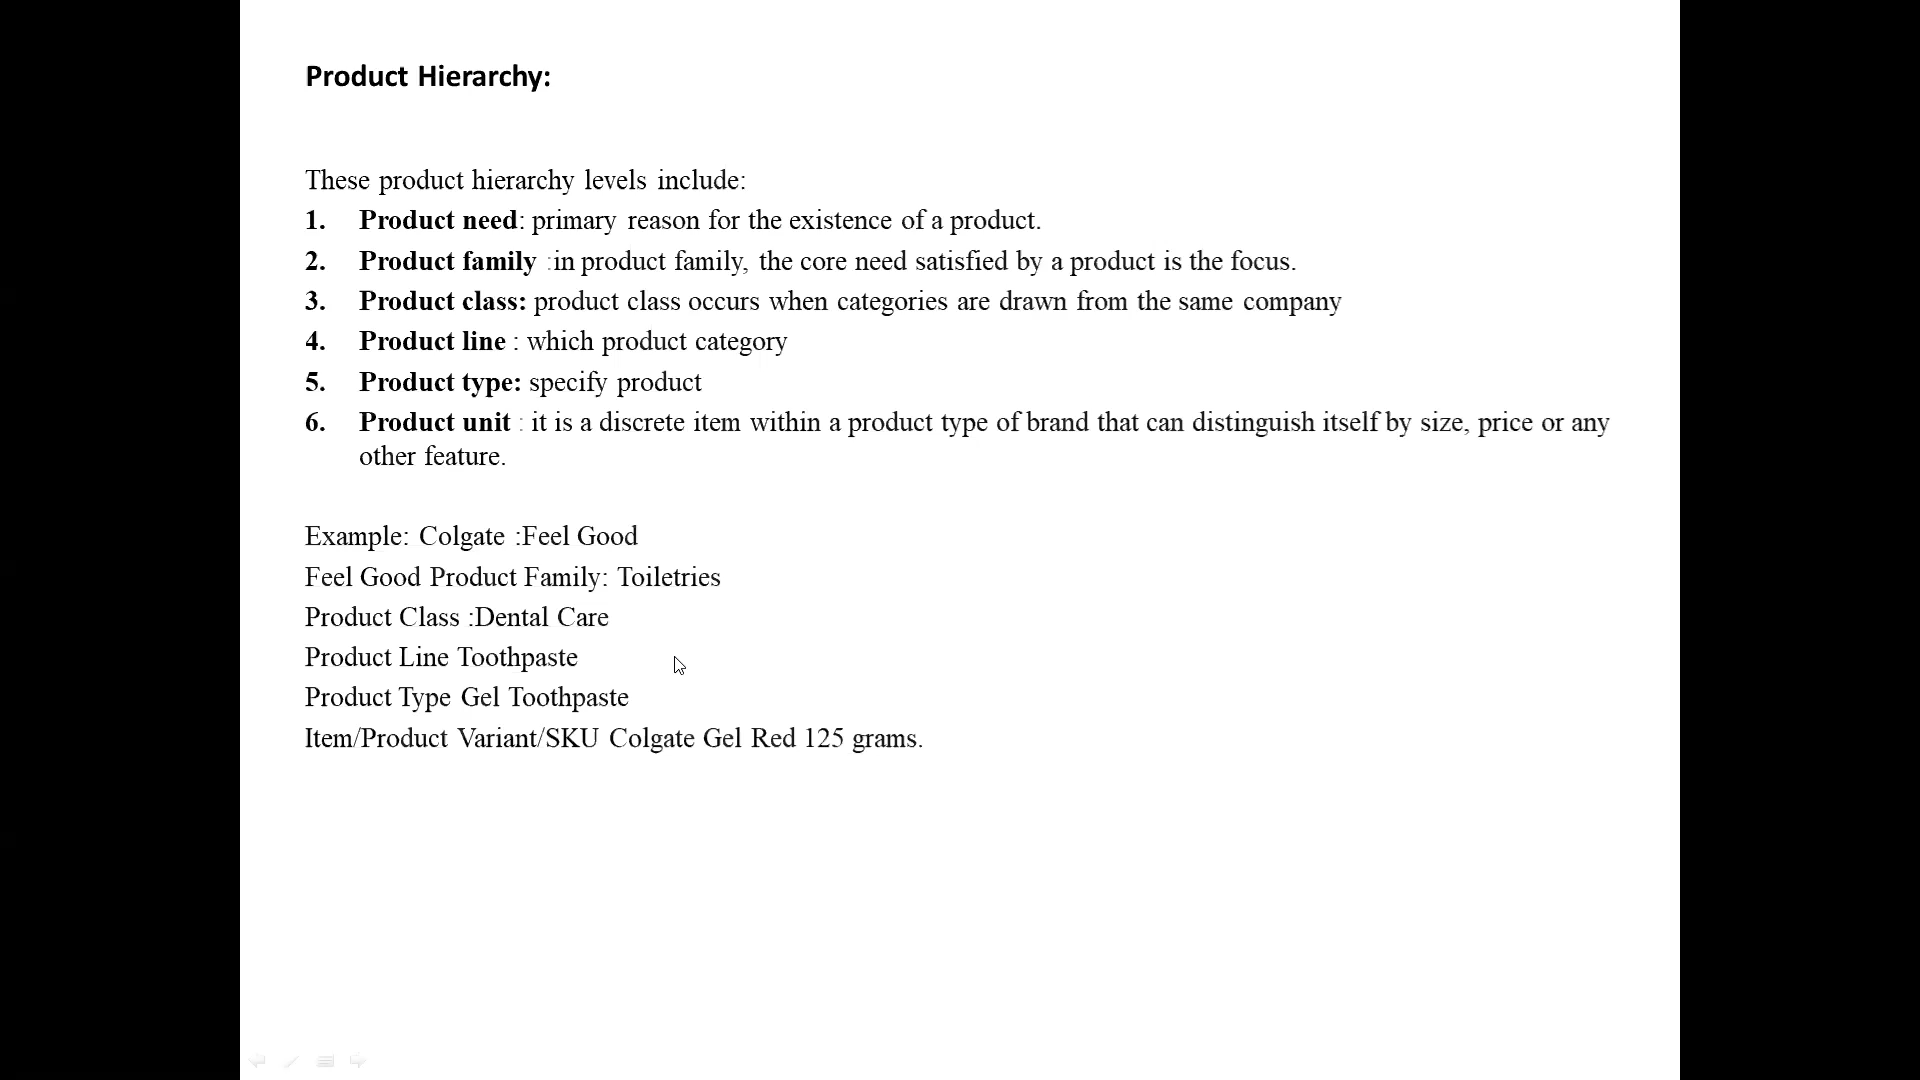 Product Hierarchy:
These product hierarchy levels include:
1. Product need: primary reason for the existence of a product.
2. Product family :in product family, the core need satisfied by a product is the focus.
3. Product class: product class occurs when categories are drawn from the same company
4. Product line : which product category
5. Product type: specify product
6. Product unit : it is a discrete item within a product type of brand that can distinguish itself by size, price or any
other feature.
Example: Colgate :Feel Good
Feel Good Product Family: Toiletries
Product Class :Dental Care
Product Line Toothpaste
Product Type Gel Toothpaste
Item/Product Variant/SKU Colgate Gel Red 125 grams.